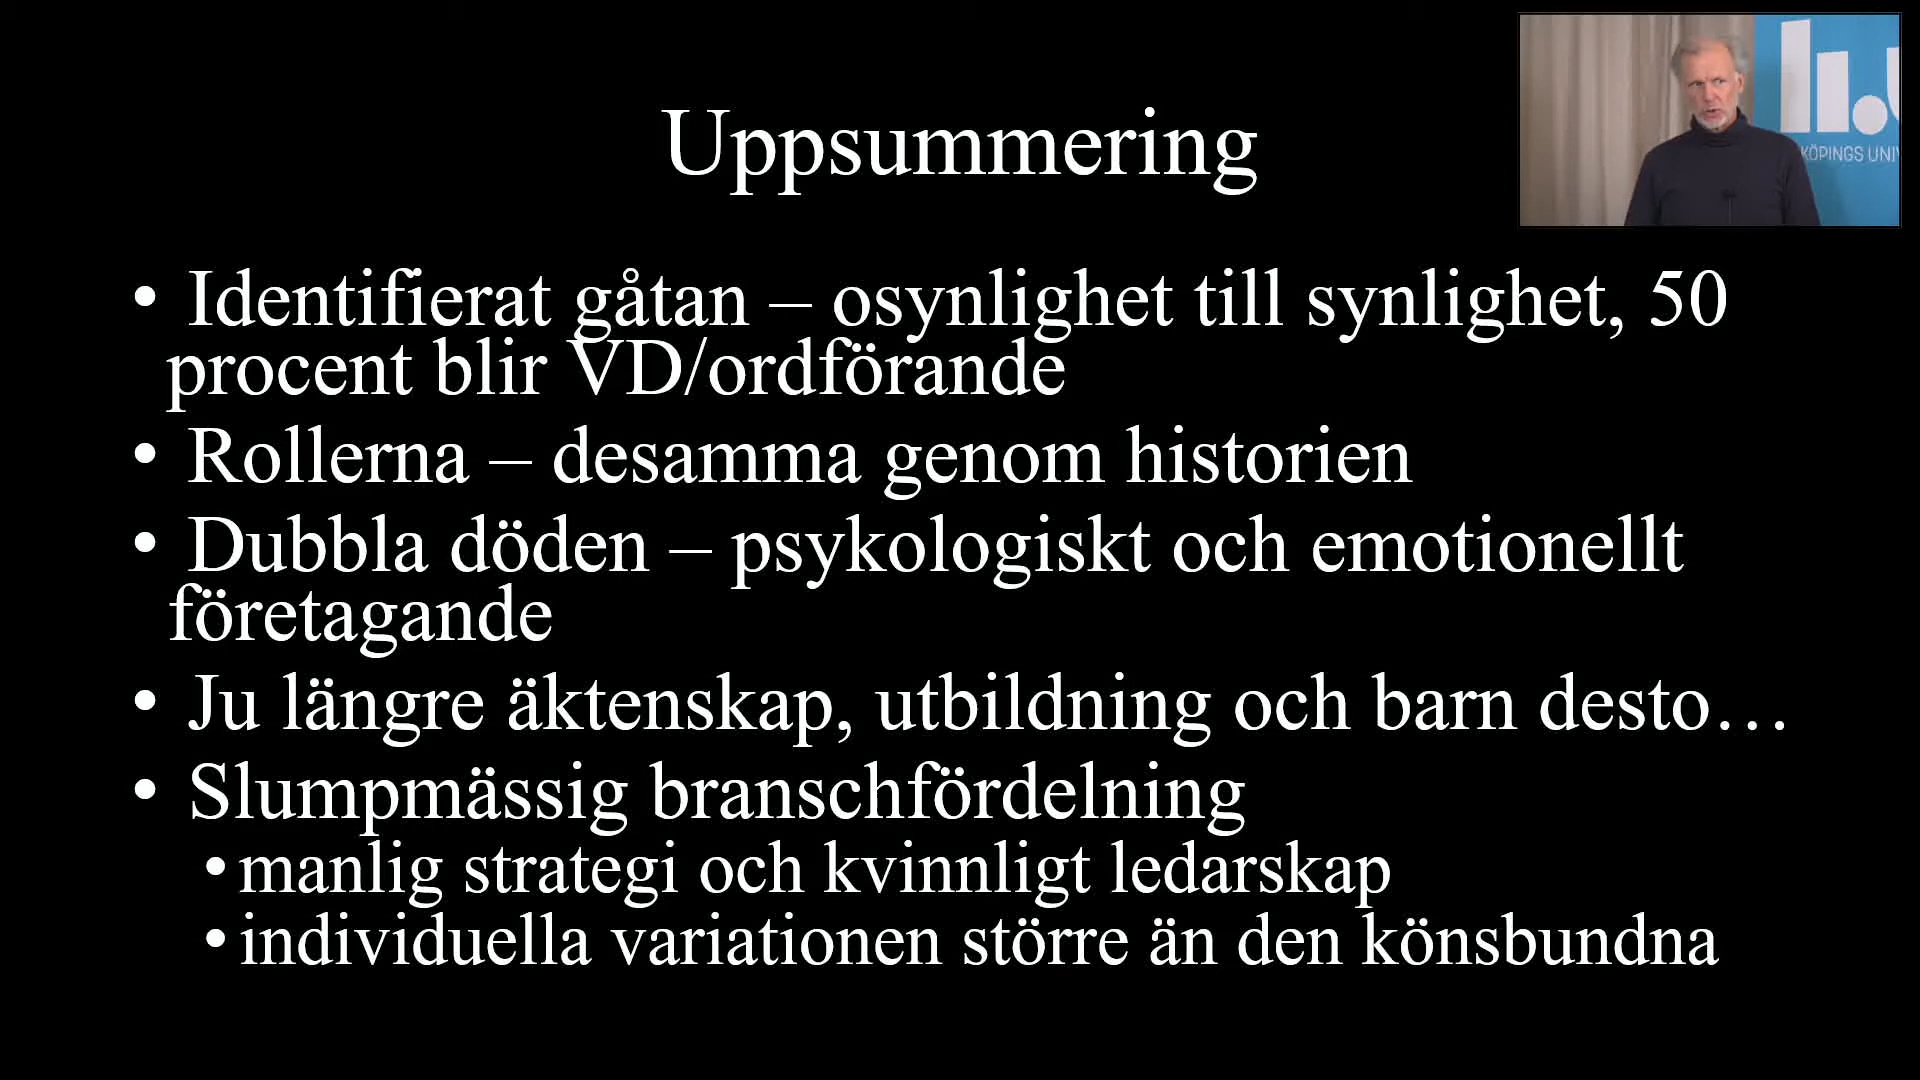 Uppsummering
• Identifierat gåtan – osynlighet till synlighet, 50
procent blir VD/ordförande
• Rollerna – desamma genom historien
• Dubbla döden – psykologiskt och emotionellt
företagande
• Ju längre äktenskap, utbildning och barn desto…
• Slumpmässig branschfördelning
• manlig strategi och kvinnligt ledarskap
• individuella variationen större än den könsbundna
li.u
KÖPINGS UNIV